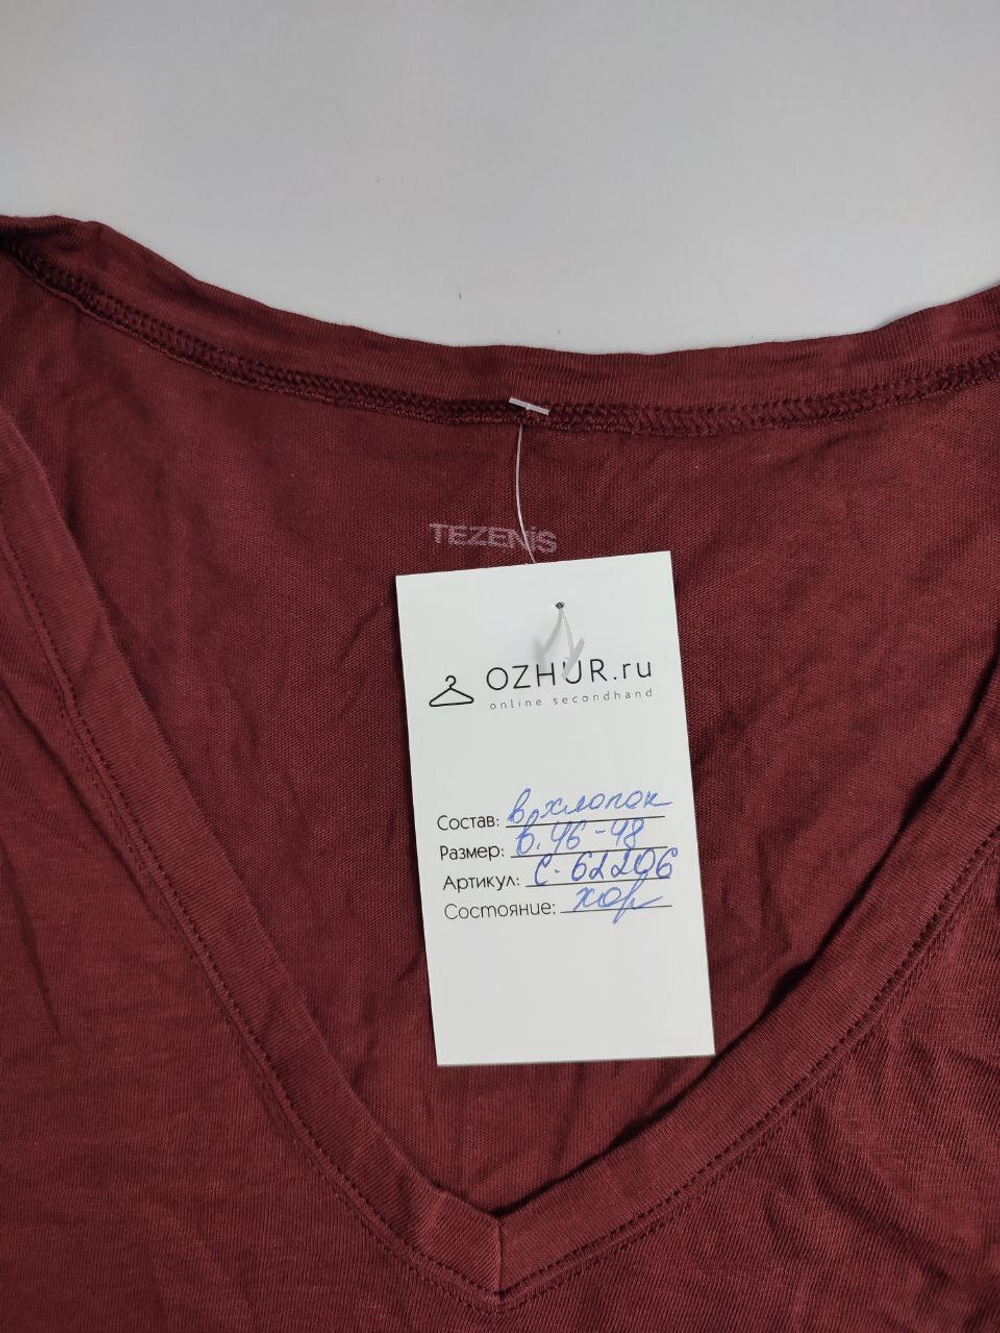 TEZENiS
OZHUR.ru
online secondhand
Состав: в. хлопок
Размер: в. 46-48
Артикул: С-62206
Состояние: хор